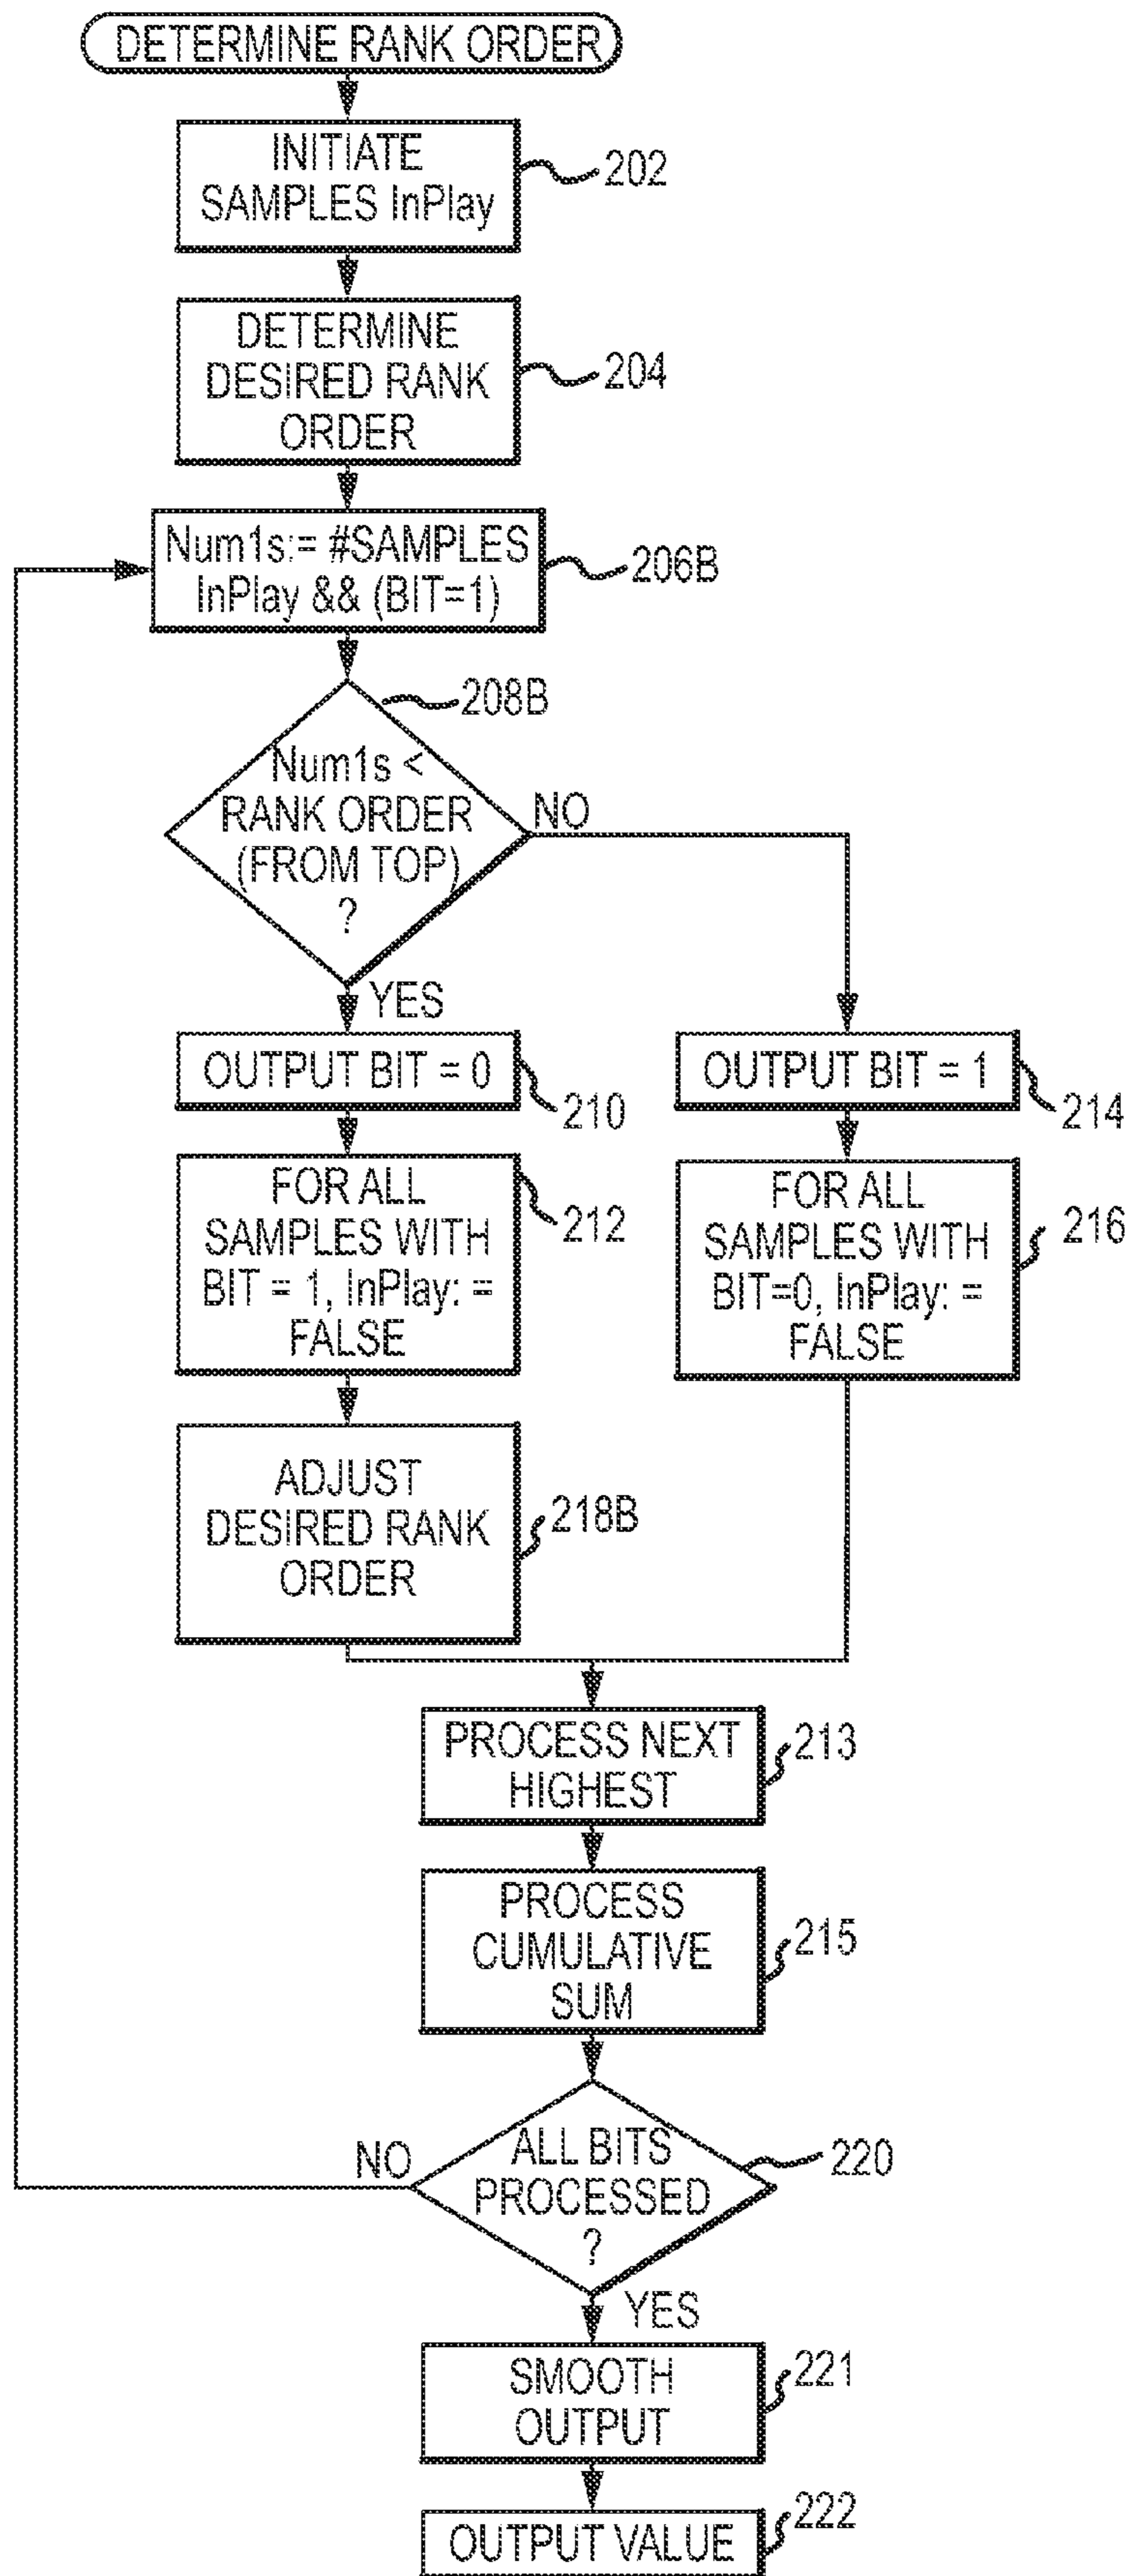 DETERMINE RANK ORDER
INITIATE
SAMPLES InPlay
202
DETERMINE
DESIRED RANK
ORDER
204
Num1s:= #SAMPLES
InPlay && (BIT=1)
206B
208B
Num1s <
RANK ORDER
(FROM TOP)
?
NO
YES
OUTPUT BIT = 0
210
OUTPUT BIT = 1
214
FOR ALL
SAMPLES WITH
BIT = 1, InPlay: =
FALSE
212
FOR ALL
SAMPLES WITH
BIT=0, InPlay: =
FALSE
216
ADJUST
DESIRED RANK
ORDER
218B
PROCESS NEXT
HIGHEST
213
PROCESS
CUMULATIVE
SUM
215
NO
ALL BITS
PROCESSED
?
220
YES
SMOOTH
OUTPUT
221
OUTPUT VALUE
222